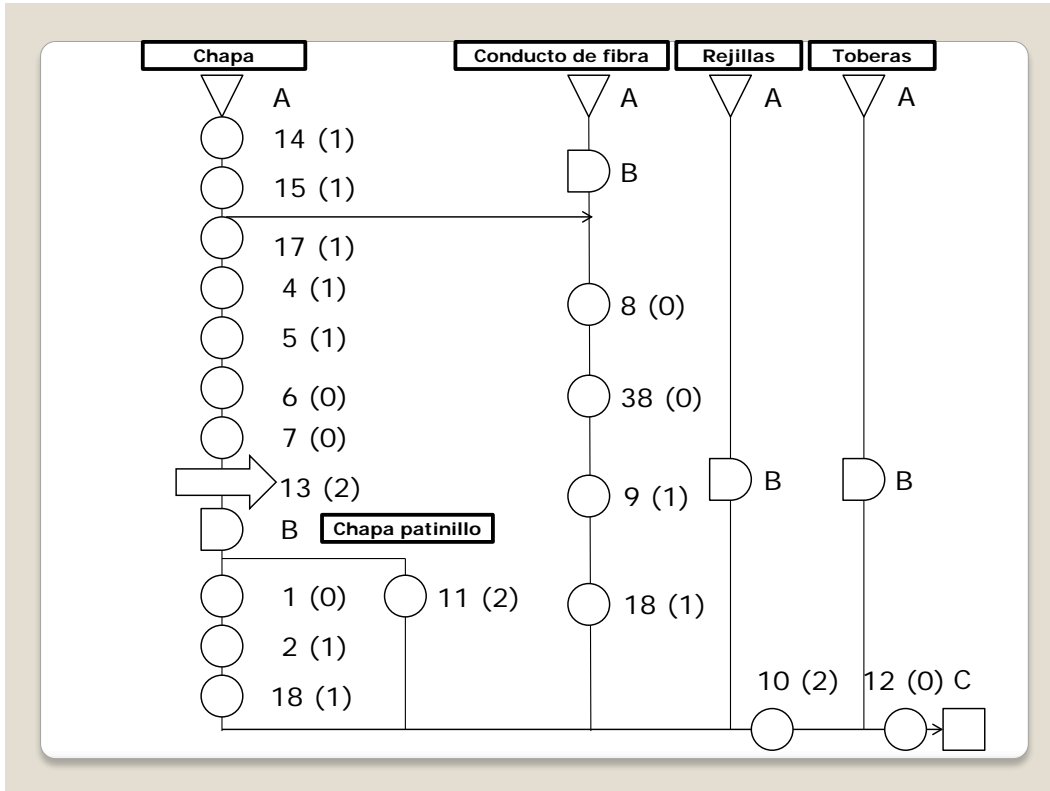 Chapa
Conducto de fibra
Rejillas
Toberas
A
A
A
A
14 (1)
15 (1)
B
17 (1)
4 (1)
5 (1)
8 (0)
6 (0)
38 (0)
7 (0)
13 (2)
B
B
9 (1)
B
Chapa patinillo
1 (0)
11 (2)
18 (1)
2 (1)
18 (1)
10 (2)
12 (0)
C